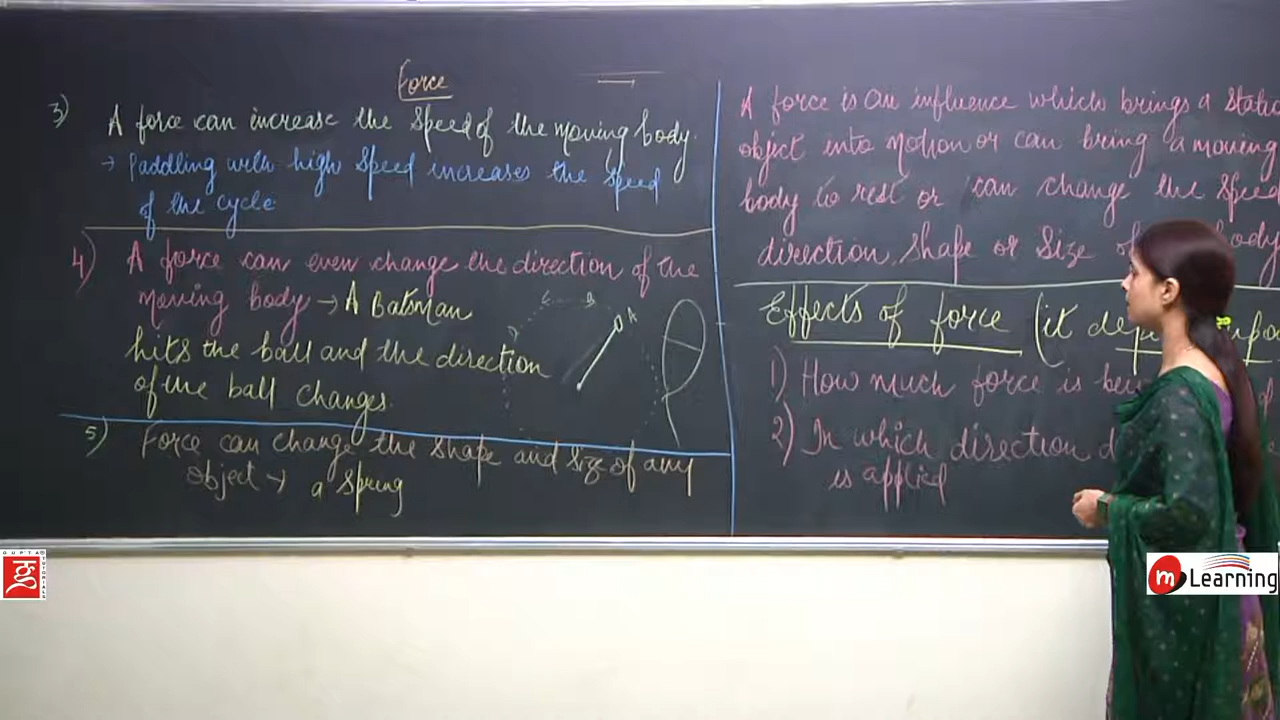 Force
3) A force can increase the Speed of the moving body.
→ Paddling with high Speed increases the Speed
of the cycle
4) A force can even change the direction of the
moving body → A Batsman
hits the ball and the direction
of the ball changes.
A
B
C
D
5) Force can change the shape and Size of any
object → a Spring
A force is an influence which brings a
object into Motion or can bring a moving
body to rest or can change the Speed
direction, Shape or Size of body
Effects of force (it
1) How much force is
2) In which direction
is applied
GUPTA TUTORIALS
m Learning